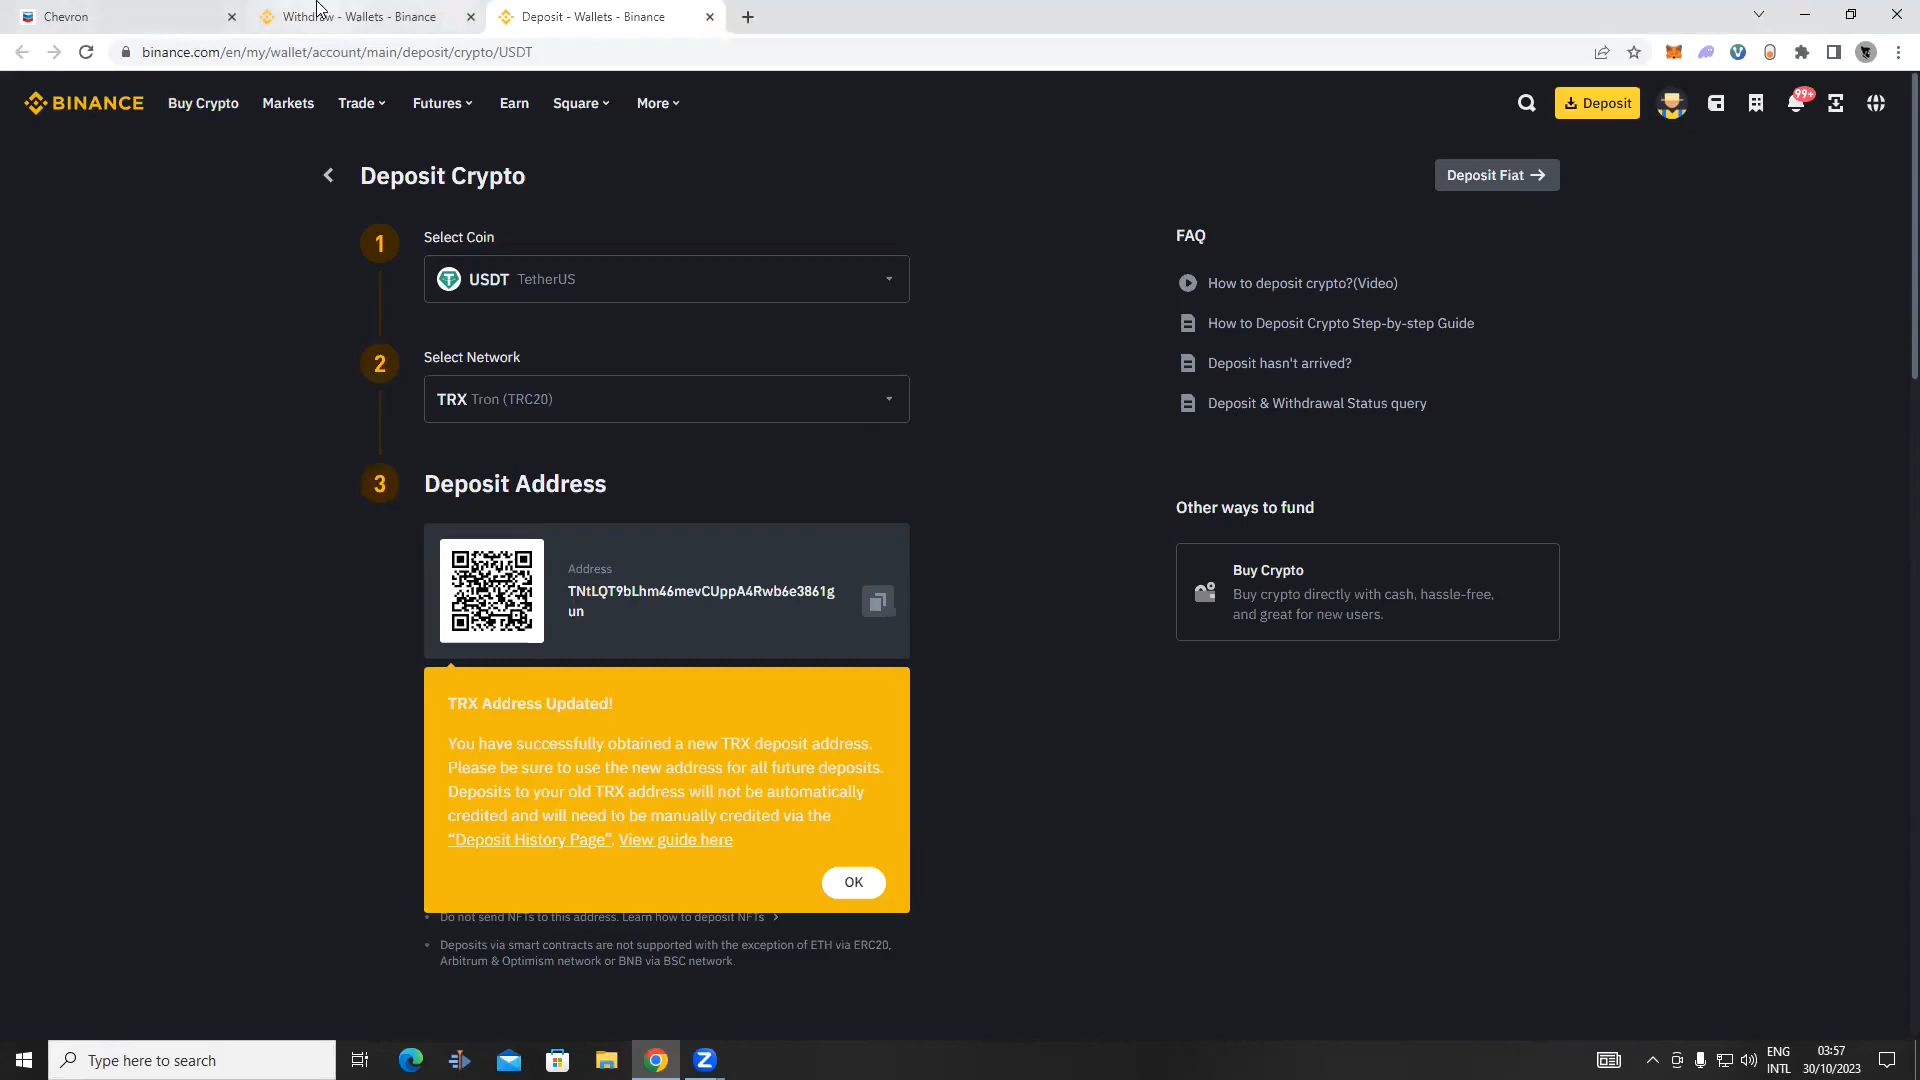 Chevron
Withdraw - Wallets - Binance
Deposit - Wallets - Binance
binance.com/en/my/wallet/account/main/deposit/crypto/USDT
BINANCE
Buy Crypto
Markets
Trade
Futures
Earn
Square
More
Deposit
99+
Deposit Crypto
Deposit Fiat
1
Select Coin
USDT TetherUS
2
Select Network
TRX Tron (TRC20)
3
Deposit Address
Address
TNtLQT9bLhm46mevCUppA4Rwb6e3861g
un
TRX Address Updated!
You have successfully obtained a new TRX deposit address.
Please be sure to use the new address for all future deposits.
Deposits to your old TRX address will not be automatically
credited and will need to be manually credited via the
“Deposit History Page”. View guide here
OK
Do not send NFTs to this address. Learn how to deposit NFTs
Deposits via smart contracts are not supported with the exception of ETH via ERC20,
Arbitrum & Optimism network or BNB via BSC network.
FAQ
How to deposit crypto?(Video)
How to Deposit Crypto Step-by-step Guide
Deposit hasn't arrived?
Deposit & Withdrawal Status query
Other ways to fund
Buy Crypto
Buy crypto directly with cash, hassle-free,
and great for new users.
Type here to search
ENG
INTL
03:57
30/10/2023